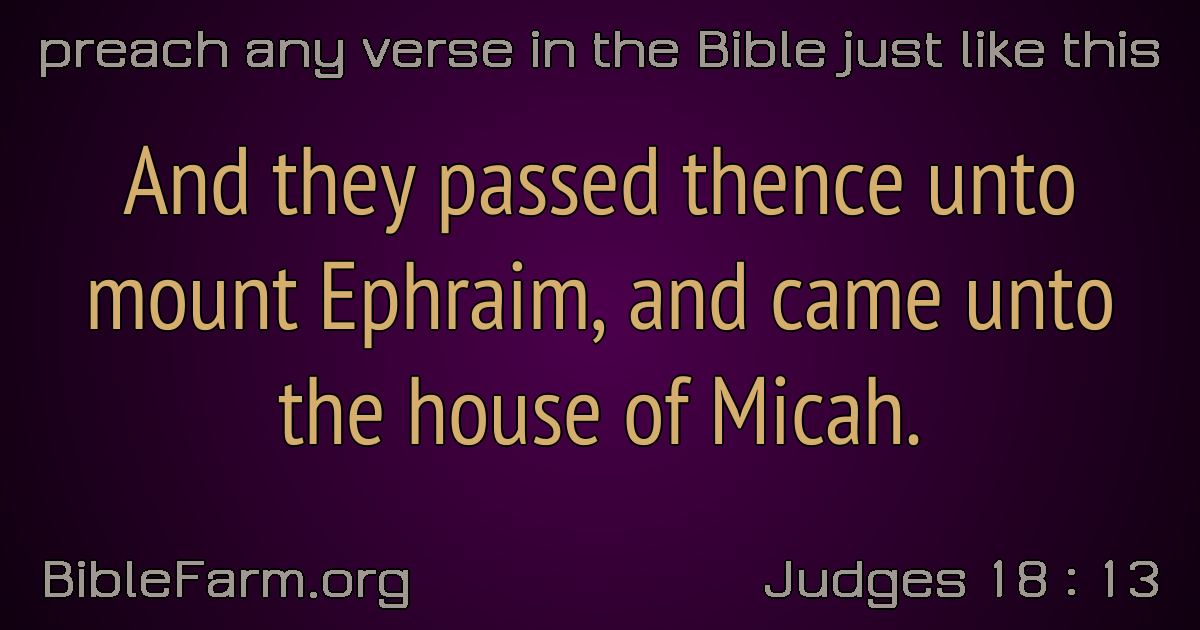 preach any verse in the Bible just like this
And they passed thence unto
mount Ephraim, and came unto
the house of Micah.
BibleFarm.org
Judges 18 : 13